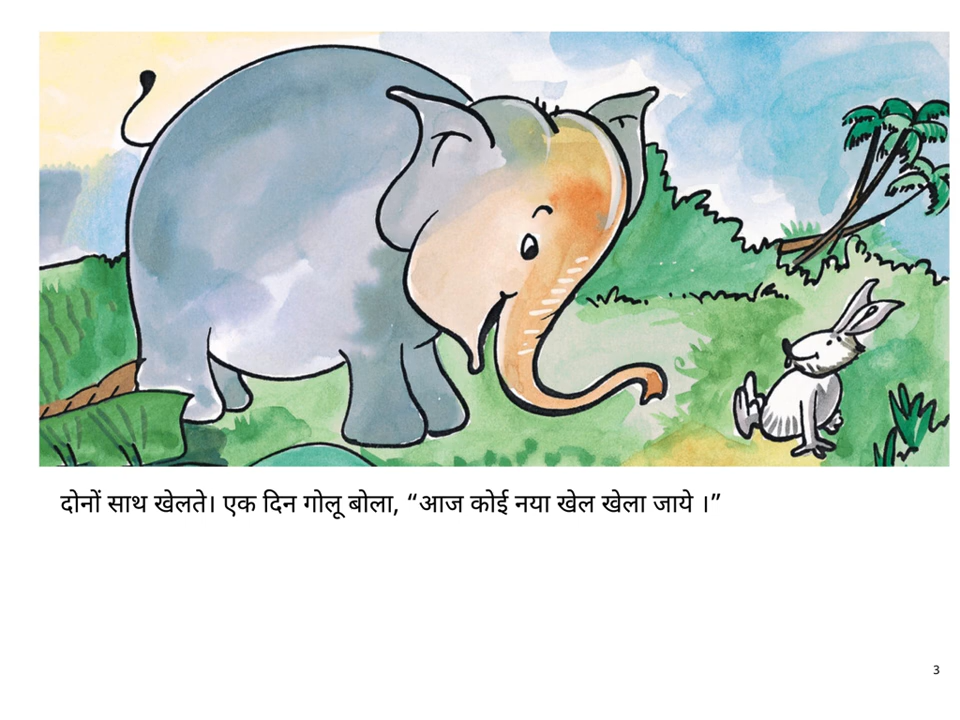 दोनों साथ खेलते। एक दिन गोलू बोला, “आज कोई नया खेल खेला जाये ।”
3